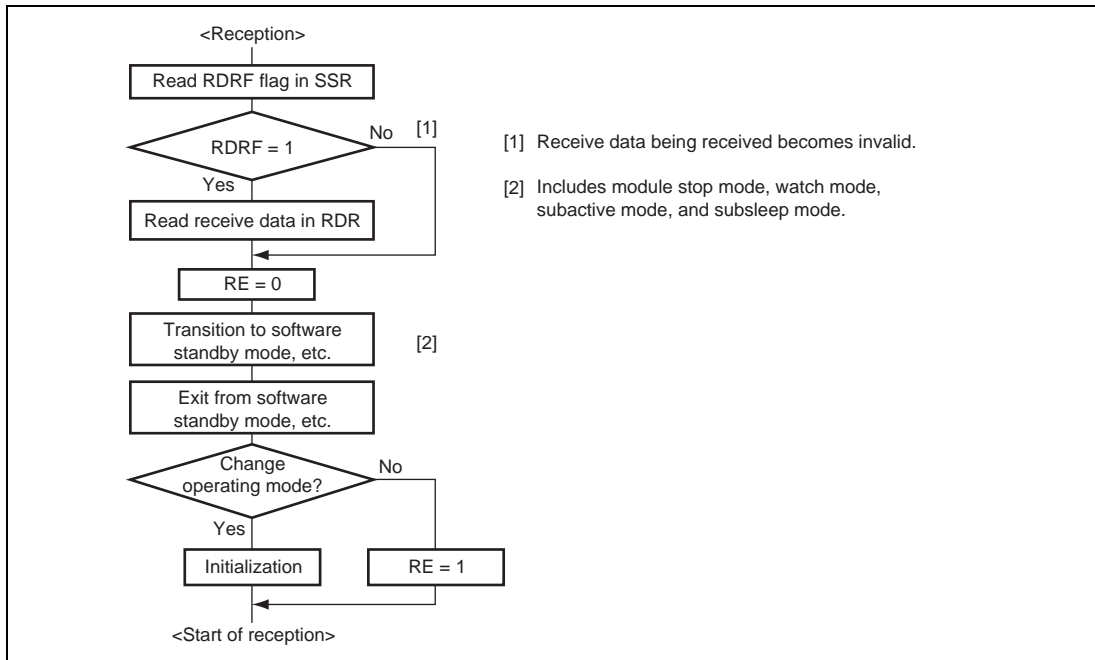 <Reception>
Read RDRF flag in SSR
RDRF = 1
No
[1]
Yes
Read receive data in RDR
RE = 0
Transition to software
standby mode, etc.
[2]
Exit from software
standby mode, etc.
Change
operating mode?
No
Yes
Initialization
RE = 1
<Start of reception>
[1] Receive data being received becomes invalid.
[2] Includes module stop mode, watch mode,
subactive mode, and subsleep mode.